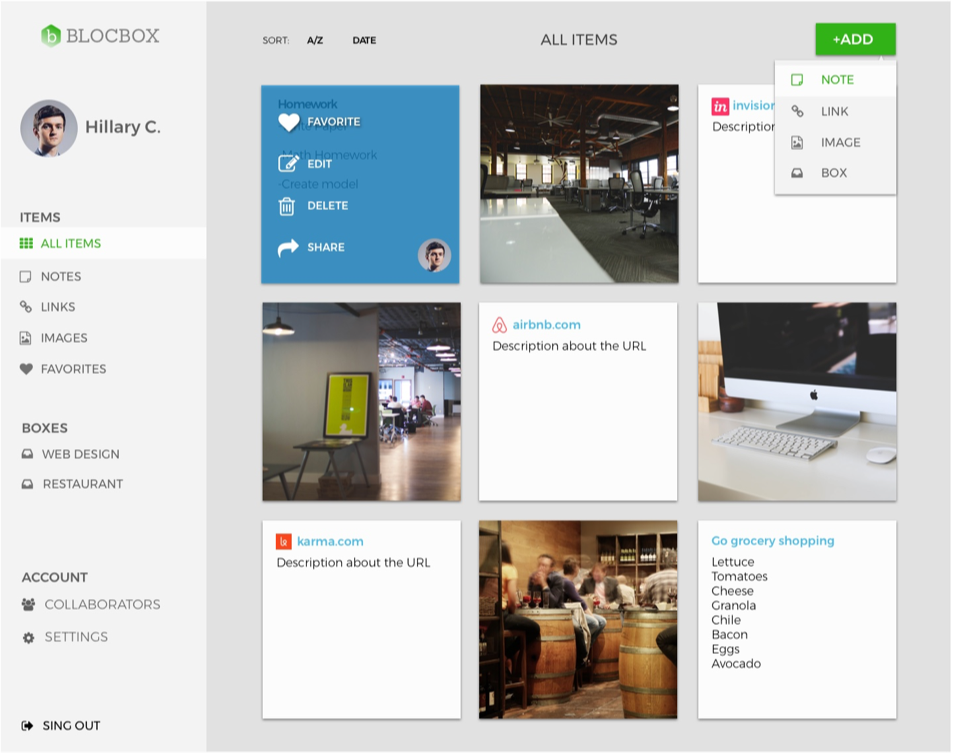 BLOCBOX
Hillary C.
ITEMS
ALL ITEMS
NOTES
LINKS
IMAGES
FAVORITES
BOXES
WEB DESIGN
RESTAURANT
ACCOUNT
COLLABORATORS
SETTINGS
SING OUT
SORT: A/Z DATE
ALL ITEMS
+ADD
NOTE
LINK
IMAGE
BOX
Homework
FAVORITE
-Math Homework
EDIT
-Create model
DELETE
SHARE
in invision
Description
airbnb.com
Description about the URL
karma.com
Description about the URL
Go grocery shopping
Lettuce
Tomatoes
Cheese
Granola
Chile
Bacon
Eggs
Avocado